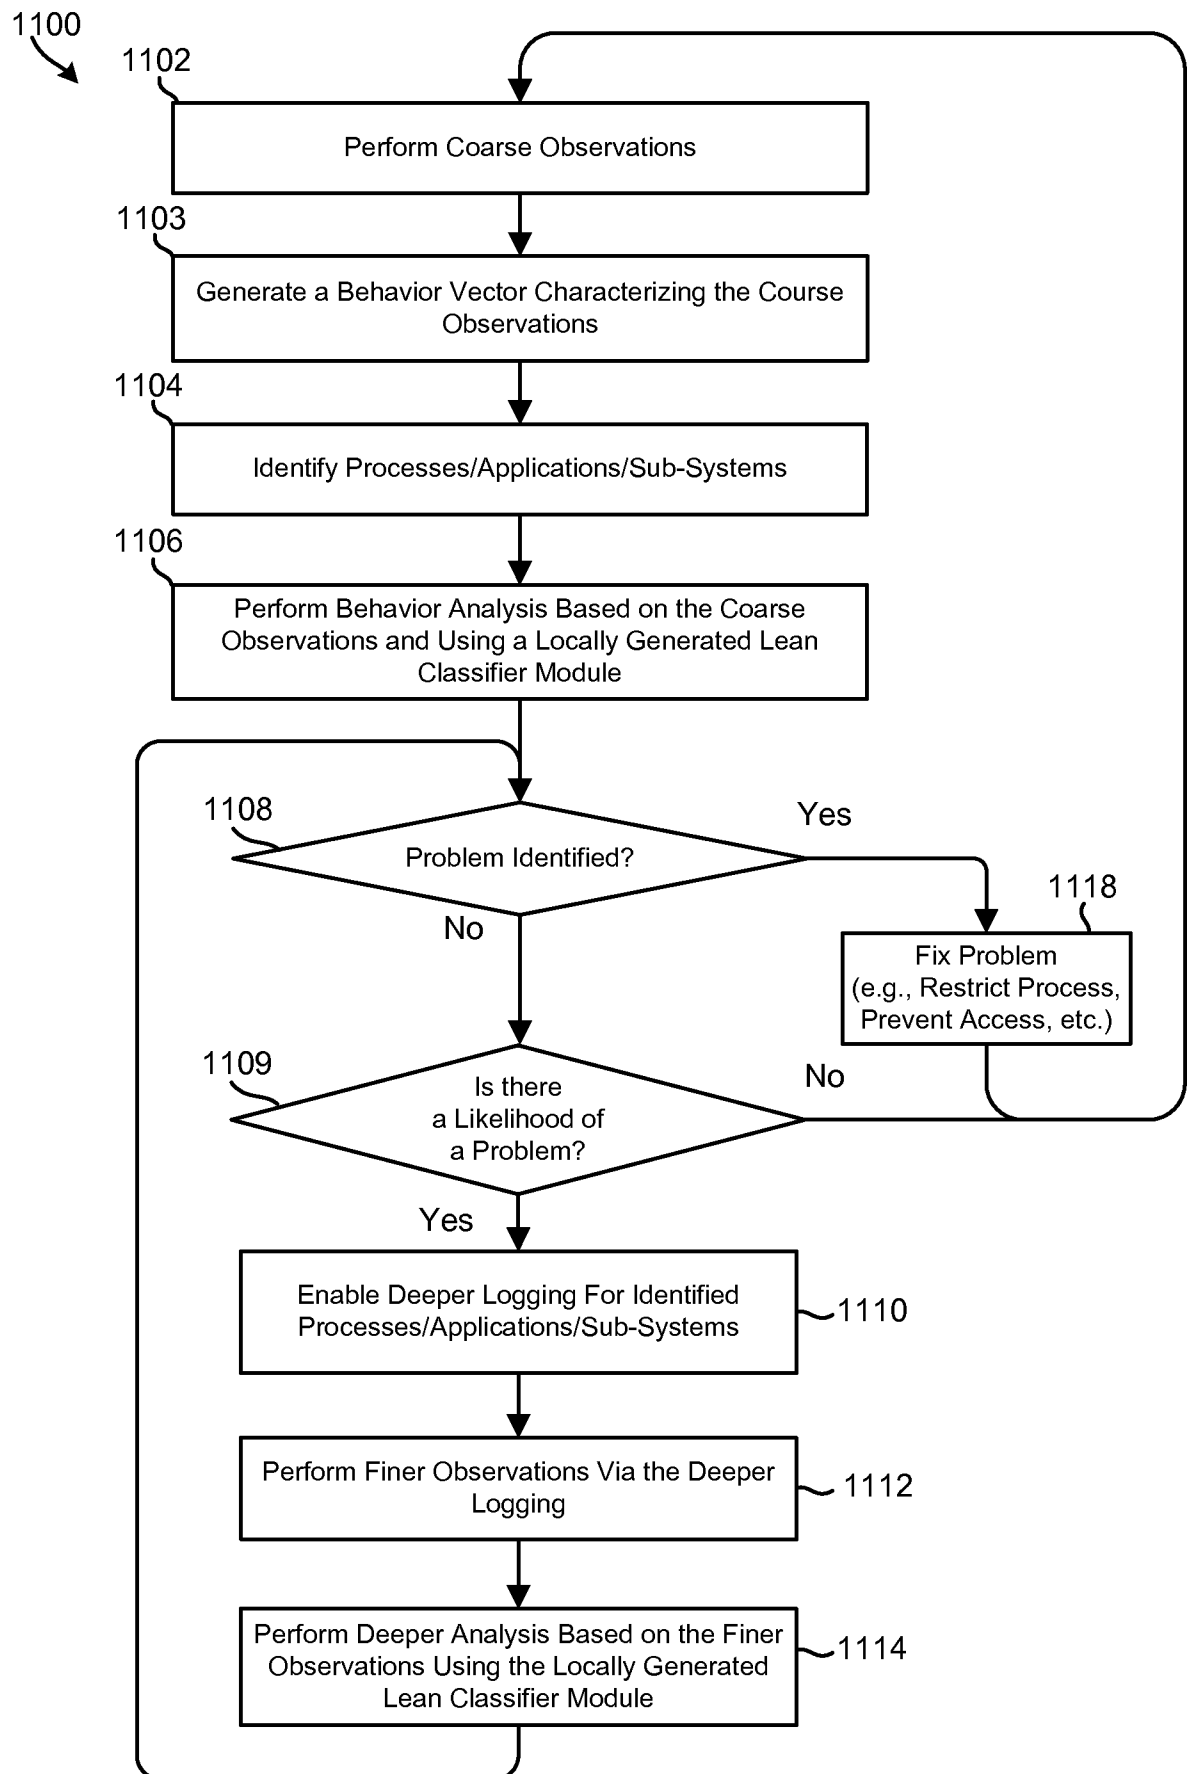 1100
1102
Perform Coarse Observations
1103
Generate a Behavior Vector Characterizing the Course
Observations
1104
Identify Processes/Applications/Sub-Systems
1106
Perform Behavior Analysis Based on the Coarse
Observations and Using a Locally Generated Lean
Classifier Module
1108
Problem Identified?
Yes
No
1118
Fix Problem
(e.g., Restrict Process,
Prevent Access, etc.)
1109
Is there
a Likelihood of
a Problem?
No
Yes
Enable Deeper Logging For Identified
Processes/Applications/Sub-Systems
1110
Perform Finer Observations Via the Deeper
Logging
1112
Perform Deeper Analysis Based on the Finer
Observations Using the Locally Generated
Lean Classifier Module
1114